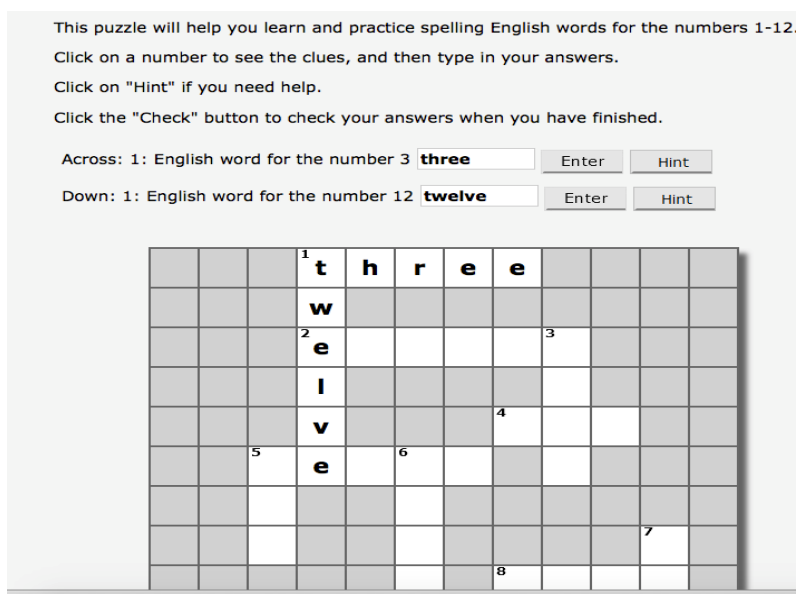 This puzzle will help you learn and practice spelling English words for the numbers 1-12.
Click on a number to see the clues, and then type in your answers.
Click on "Hint" if you need help.
Click the "Check" button to check your answers when you have finished.
Across: 1: English word for the number 3 three Enter Hint
Down: 1: English word for the number 12 twelve Enter Hint
1 t h r e e
w
2 e 3
l
v 4
5 e 6
7
8